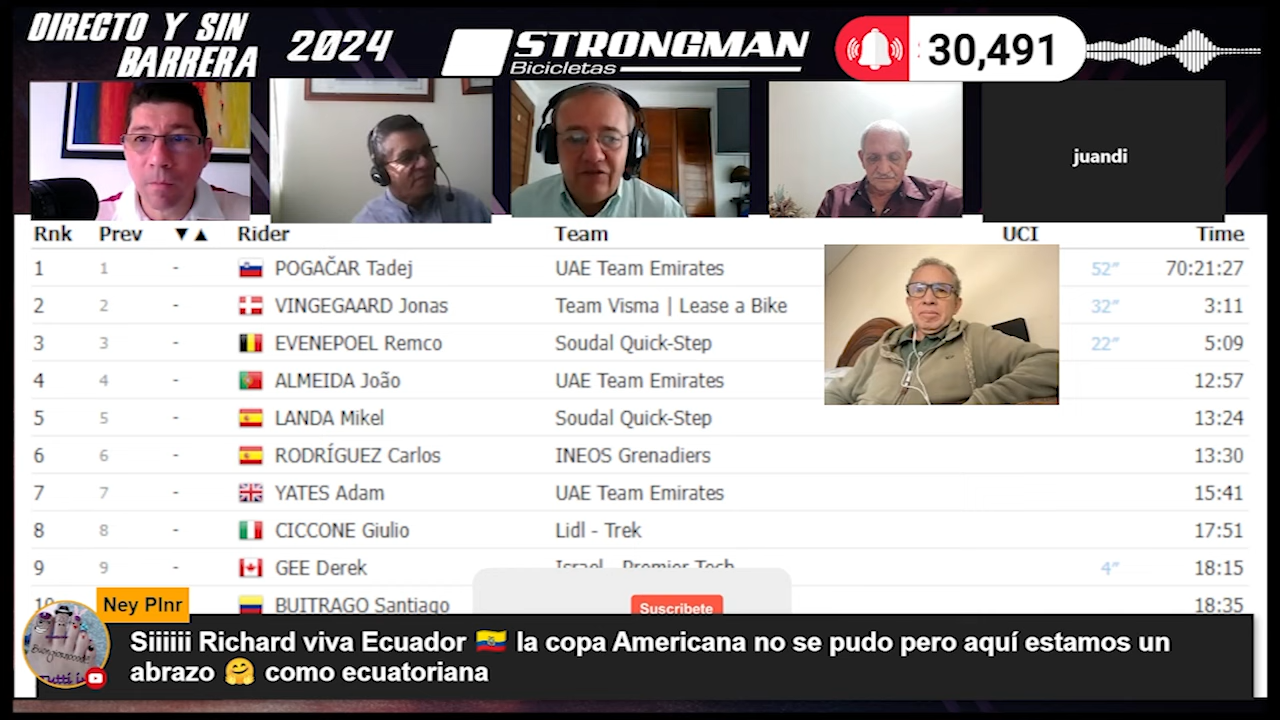 DIRECTO Y SIN
BARRERA
2024
STRONGMAN
Bicicletas
30,491
juandi
Rnk Prev ▼▲ Rider Team UCI Time
1 1 - POGAČAR Tadej UAE Team Emirates 52″ 70:21:27
2 2 - VINGEGAARD Jonas Team Visma | Lease a Bike 32″ 3:11
3 3 - EVENEPOEL Remco Soudal Quick-Step 22″ 5:09
4 4 - ALMEIDA João UAE Team Emirates 12:57
5 5 - LANDA Mikel Soudal Quick-Step 13:24
6 6 - RODRÍGUEZ Carlos INEOS Grenadiers 13:30
7 7 - YATES Adam UAE Team Emirates 15:41
8 8 - CICCONE Giulio Lidl - Trek 17:51
9 9 - GEE Derek Israel - Premier Tech 4″ 18:15
10 BUITRAGO Santiago 18:35
Suscribete
Ney Plnr
Siiiiii Richard viva Ecuador 🇪🇨 la copa Americana no se pudo pero aquí estamos un
abrazo 🤗 como ecuatoriana